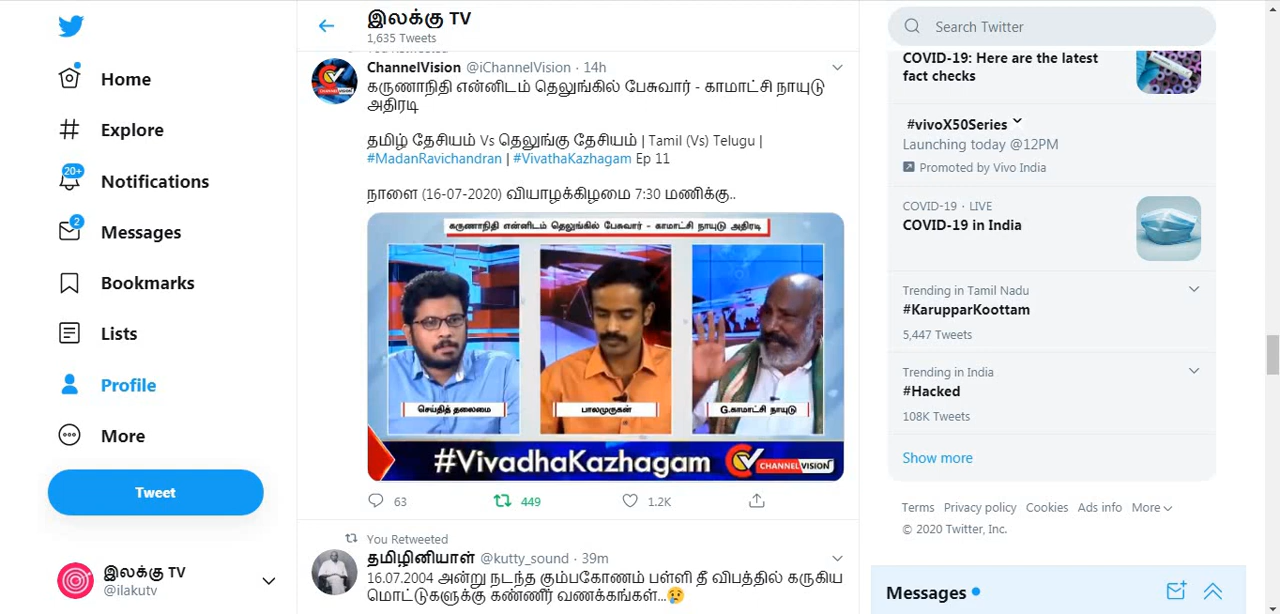 இலக்கு TV
1,635 Tweets
Search Twitter
Home
Explore
20+
Notifications
2
Messages
Bookmarks
Lists
Profile
More
Tweet
இலக்கு TV
@ilakutv
You Retweeted
ChannelVision @iChannelVision · 14h
கருணாநிதி என்னிடம் தெலுங்கில் பேசுவார் - காமாட்சி நாயுடு
அதிரடி
தமிழ் தேசியம் Vs தெலுங்கு தேசியம் | Tamil (Vs) Telugu |
#MadanRavichandran | #VivathaKazhagam Ep 11
நாளை (16-07-2020) வியாழக்கிழமை 7:30 மணிக்கு..
கருணாநிதி என்னிடம் தெலுங்கில் பேசுவார் - காமாட்சி நாயுடு அதிரடி
செய்தித் தலைமை
பாலமுருகன்
G.காமாட்சி நாயுடு
#VivadhaKazhagam
CHANNEL VISION
63
449
1.2K
You Retweeted
தமிழினியாள் @kutty_sound · 39m
16.07.2004 அன்று நடந்த கும்பகோணம் பள்ளி தீ விபத்தில் கருகிய
மொட்டுகளுக்கு கண்ணீர் வணக்கங்கள்...😢
COVID-19: Here are the latest
fact checks
#vivoX50Series
Launching today @12PM
Promoted by Vivo India
COVID-19 · LIVE
COVID-19 in India
Trending in Tamil Nadu
#KarupparKoottam
5,447 Tweets
Trending in India
#Hacked
108K Tweets
Show more
Terms Privacy policy Cookies Ads info More
© 2020 Twitter, Inc.
Messages